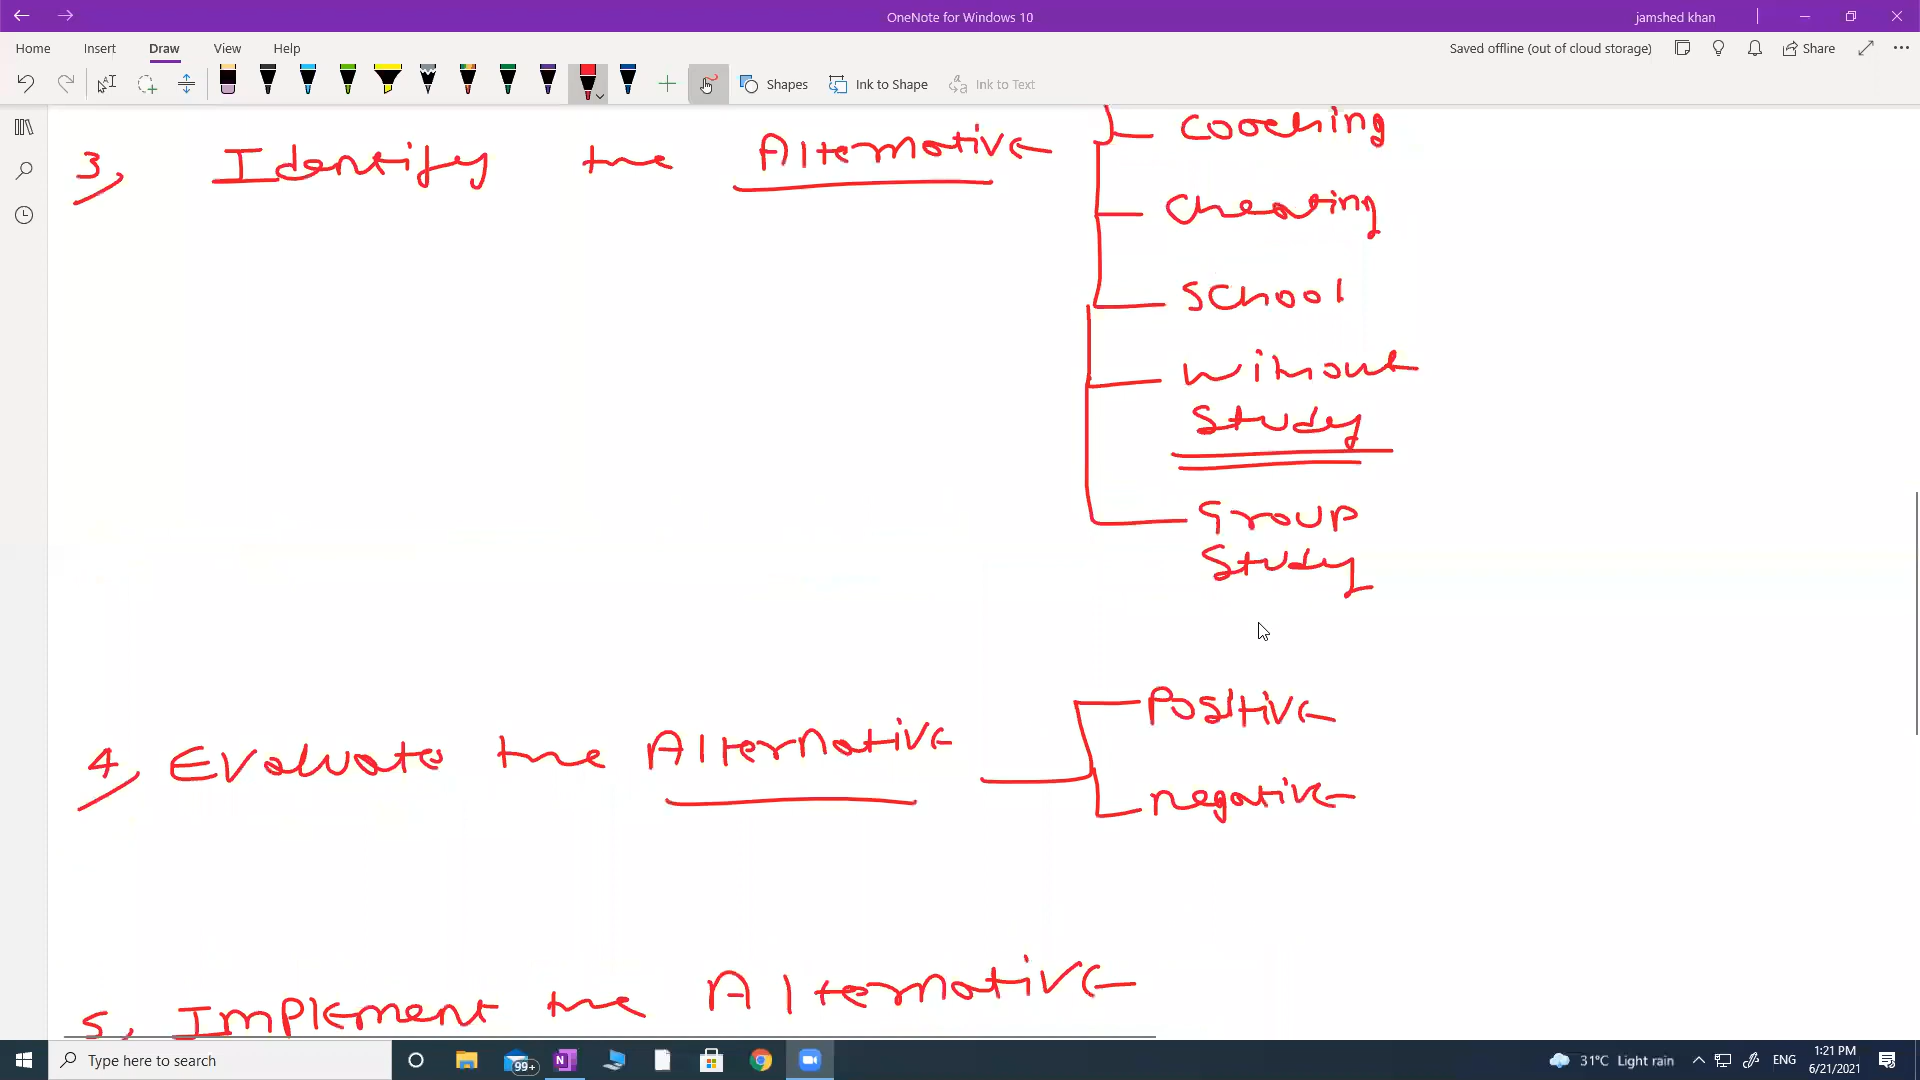 OneNote for Windows 10
jamshed khan
Home
Insert
Draw
View
Help
Saved offline (out of cloud storage)
Share
Shapes
Ink to Shape
Ink to Text
3, Identify the Alternative
Cooching
Cheating
School
Without
Study
Group
Study
4, Evaluate the Alternative
Positive
negative
5, Implement the Alternative
Type here to search
99+
31°C Light rain
ENG
1:21 PM
6/21/2021